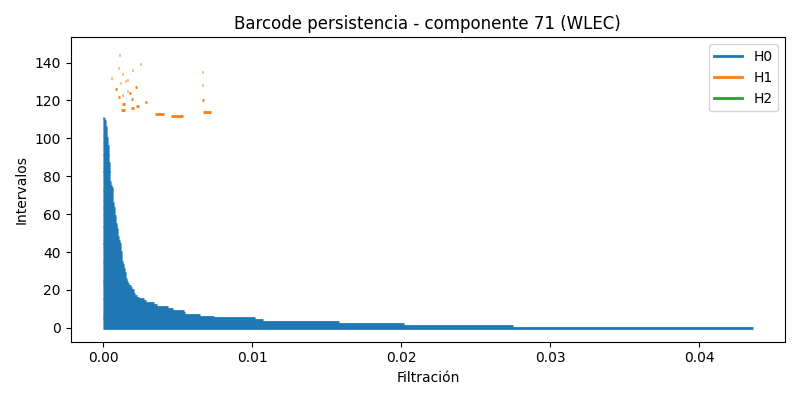 Barcode persistencia - componente 71 (WLEC)
H0
H1
H2
Intervalos
140
120
100
80
60
40
20
0
0.00 0.01 0.02 0.03 0.04
Filtración